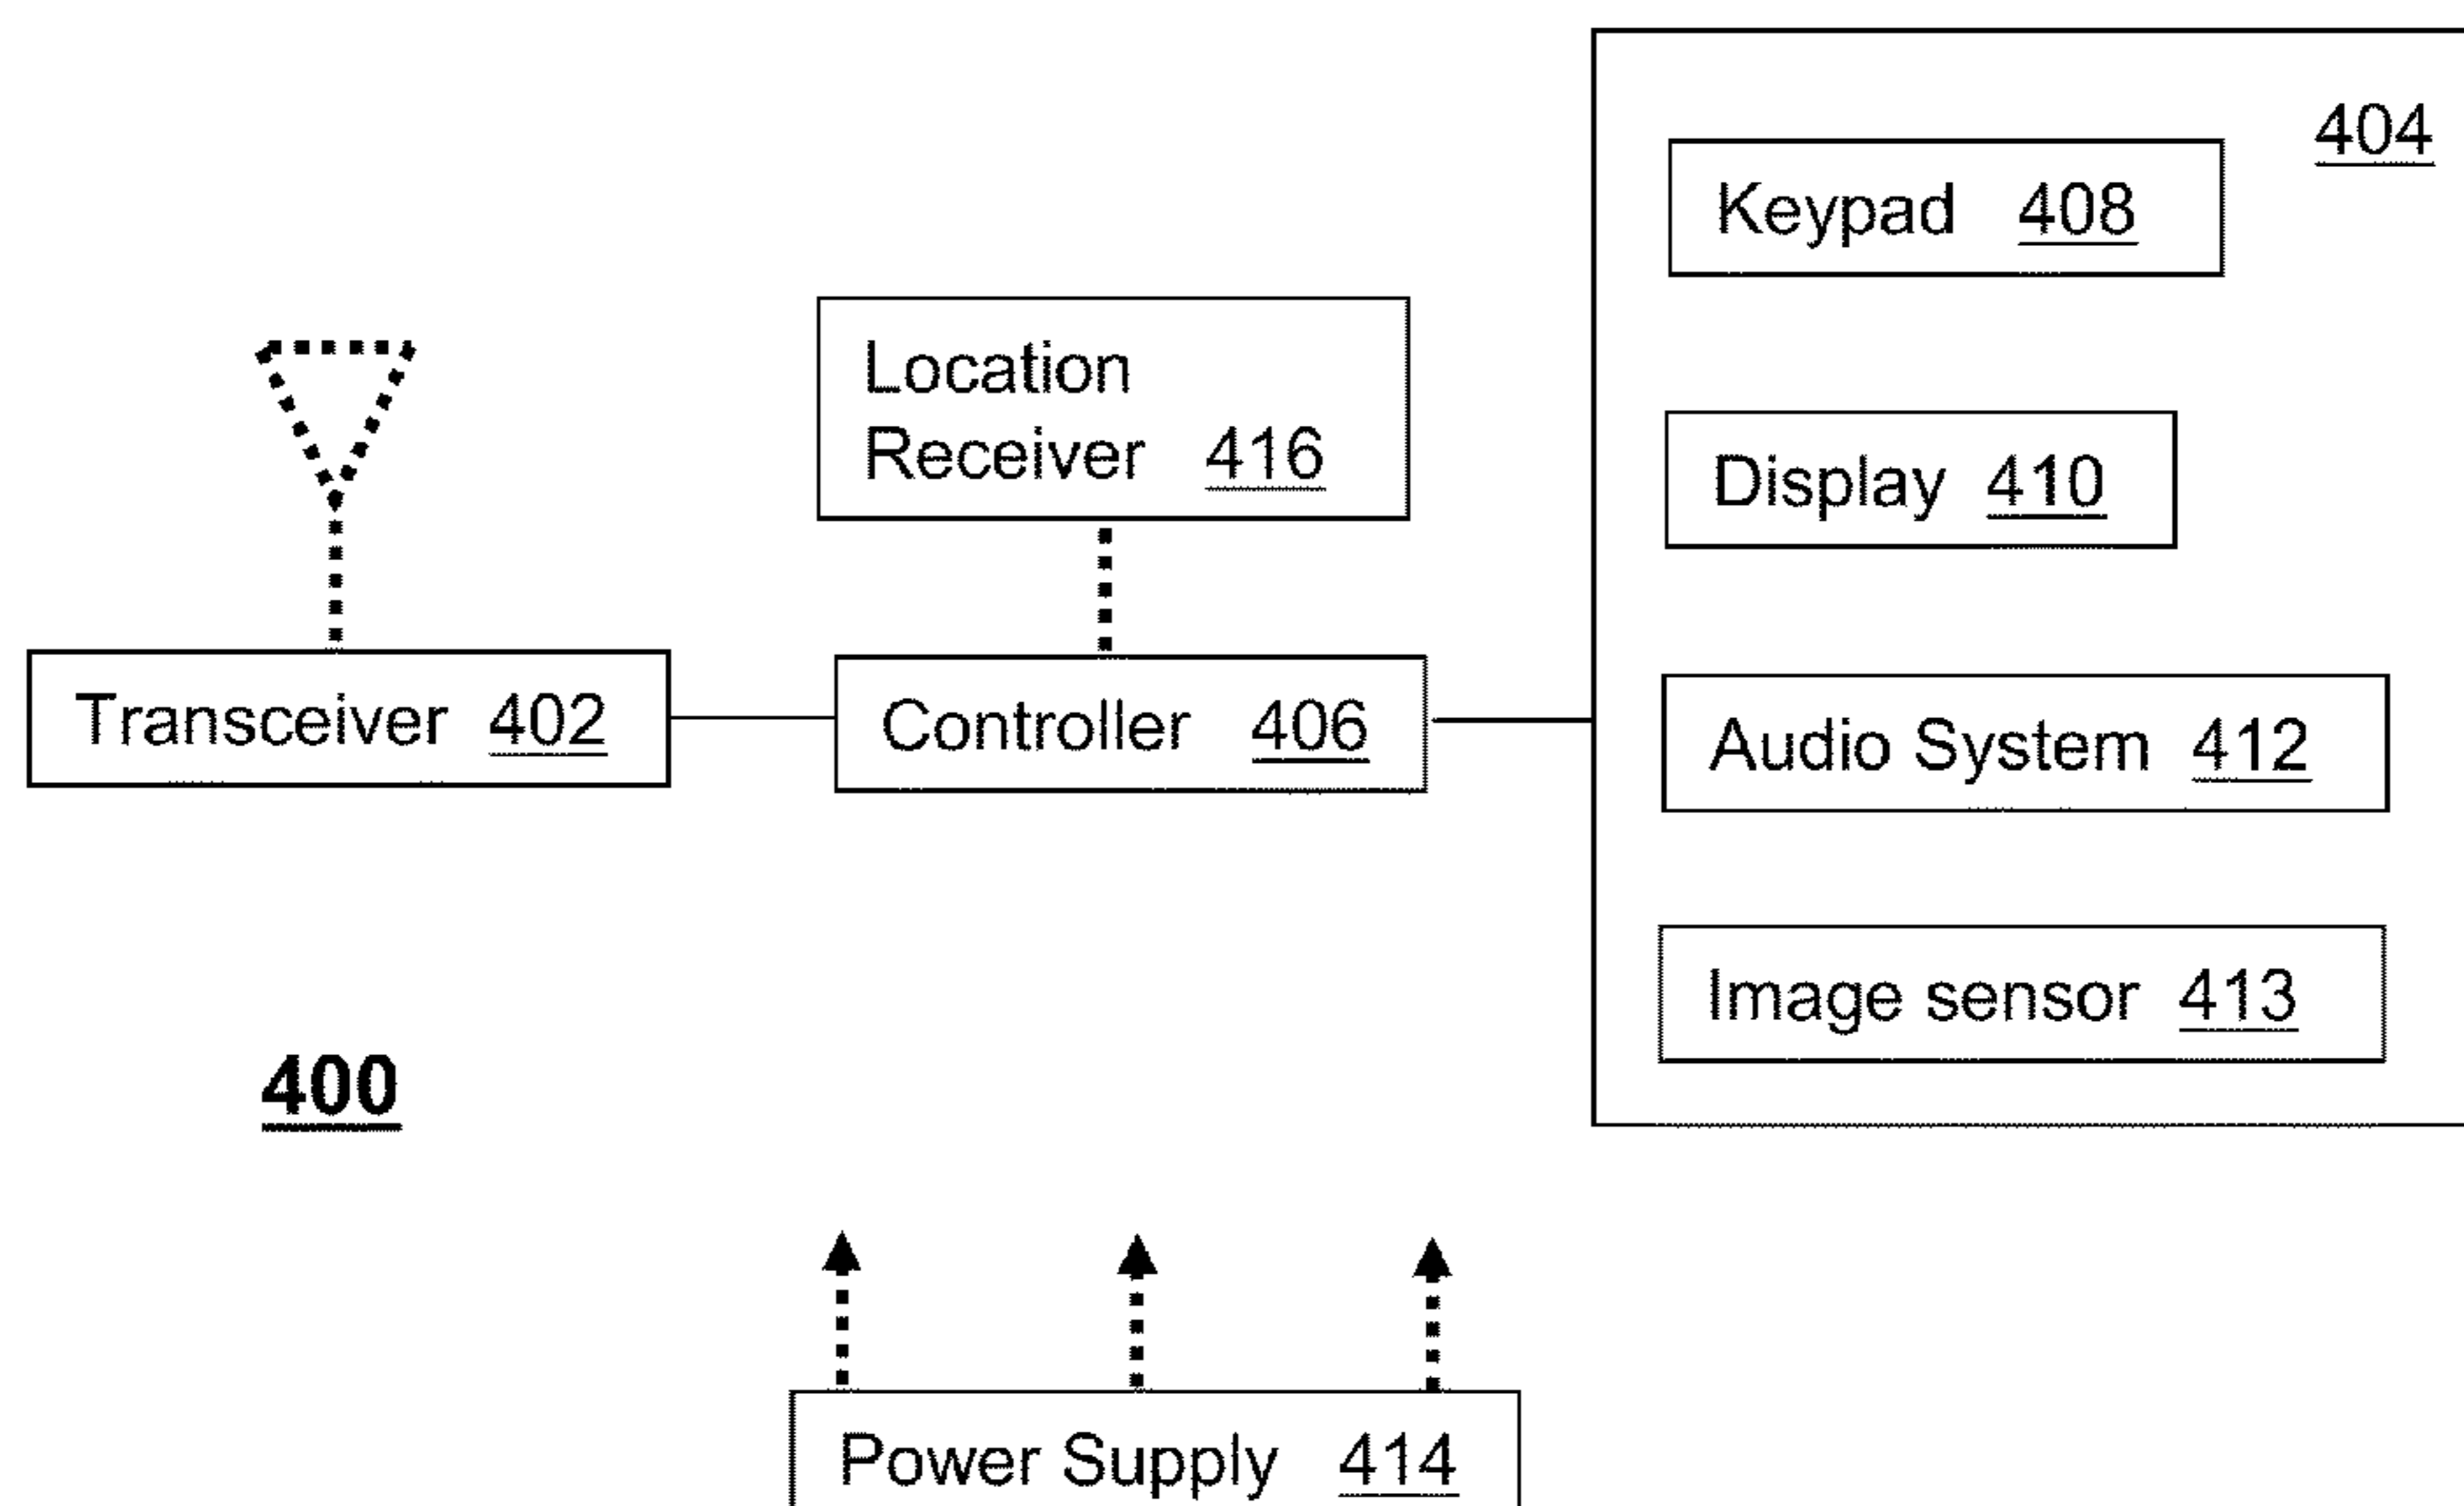 404
Keypad 408
Location
Receiver 416
Display 410
Transceiver 402
Controller 406
Audio System 412
Image sensor 413
400
Power Supply 414